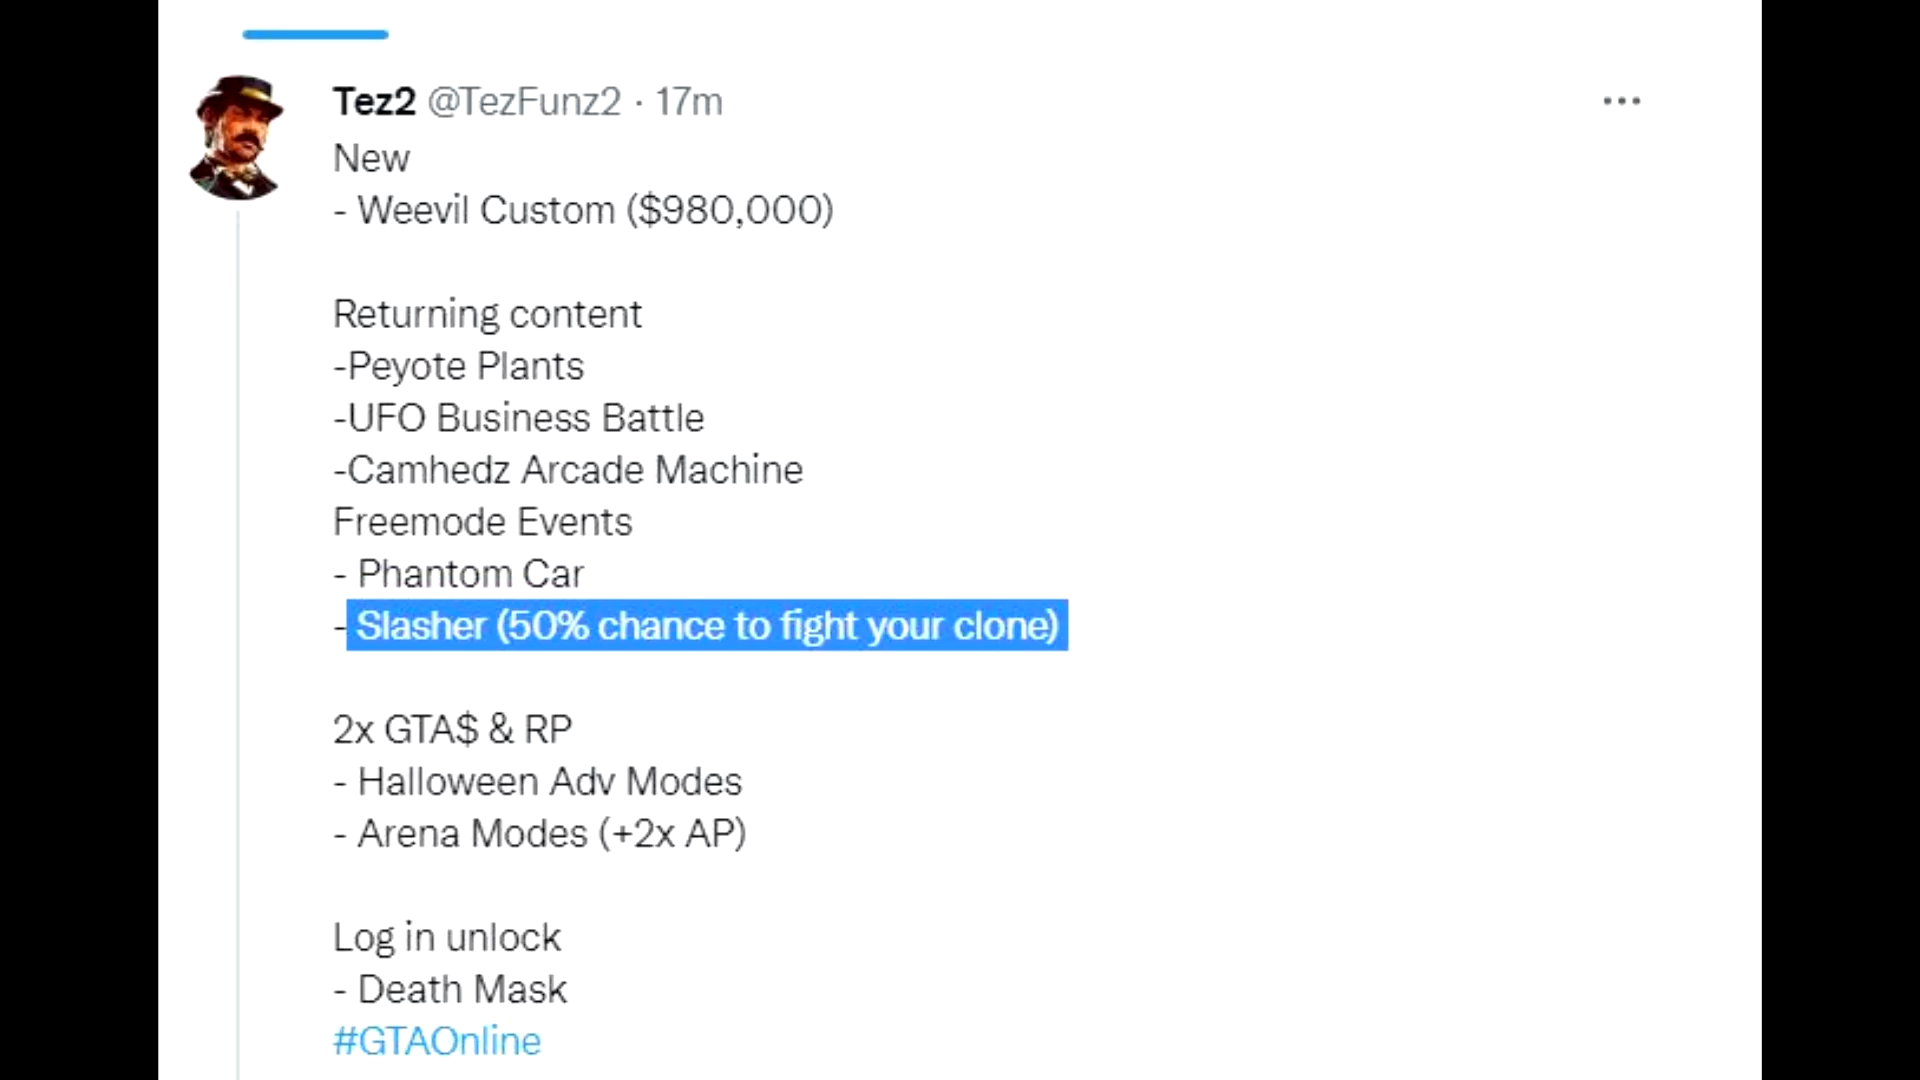 Tez2 @TezFunz2 · 17m
New
- Weevil Custom ($980,000)
Returning content
-Peyote Plants
-UFO Business Battle
-Camhedz Arcade Machine
Freemode Events
- Phantom Car
- Slasher (50% chance to fight your clone)
2x GTA$ & RP
- Halloween Adv Modes
- Arena Modes (+2x AP)
Log in unlock
- Death Mask
#GTAOnline